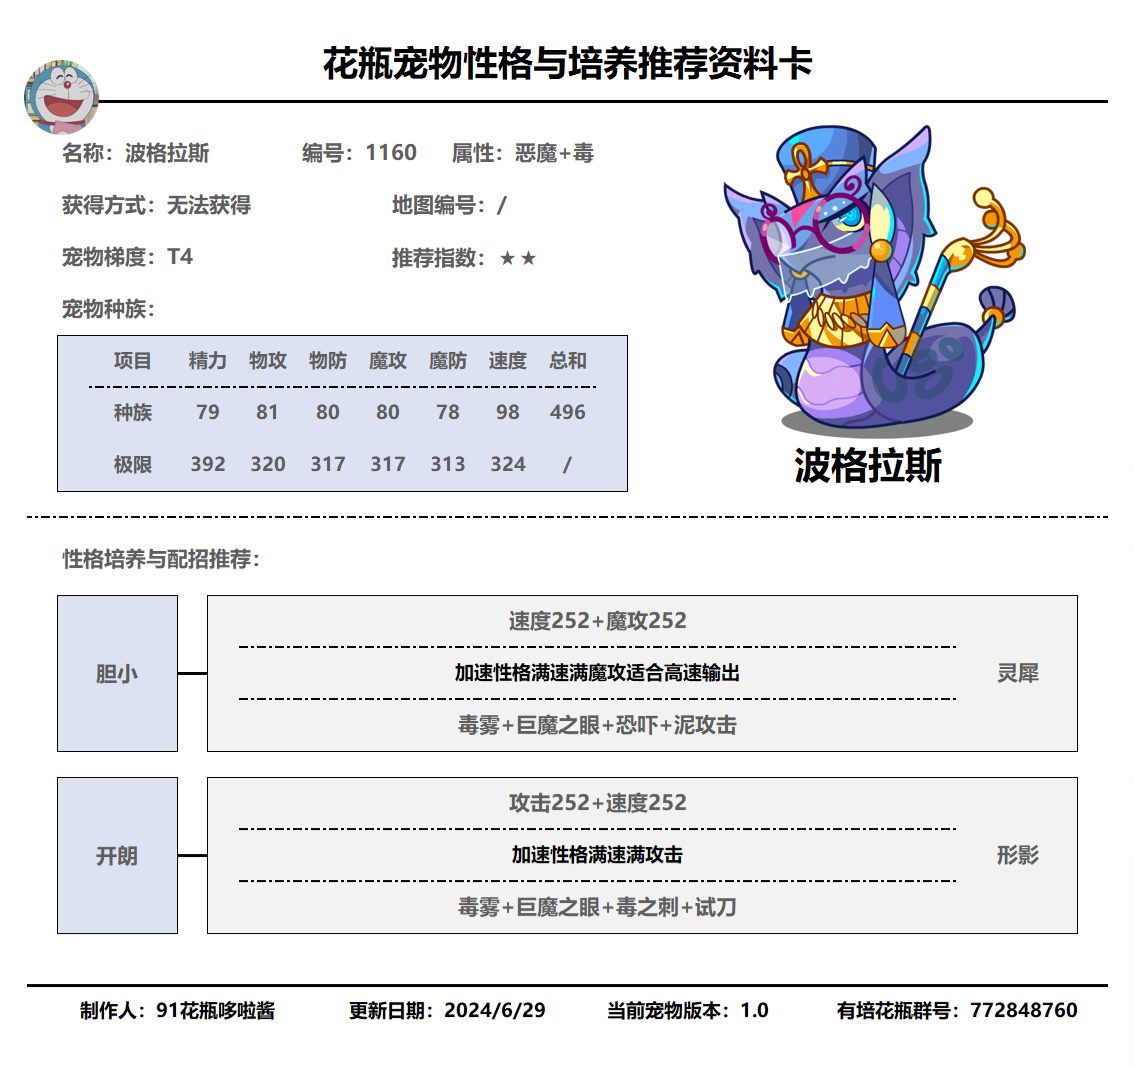 花瓶宠物性格与培养推荐资料卡
名称：波格拉斯 编号：1160 属性：恶魔+毒
获得方式：无法获得 地图编号：/
宠物梯度：T4 推荐指数：★★
宠物种族：
项目 精力 物攻 物防 魔攻 魔防 速度 总和
种族 79 81 80 80 78 98 496
极限 392 320 317 317 313 324 /
波格拉斯
性格培养与配招推荐：
胆小
速度252+魔攻252
加速性格满速满魔攻适合高速输出
毒雾+巨魔之眼+恐吓+泥攻击
灵犀
开朗
攻击252+速度252
加速性格满速满攻击
毒雾+巨魔之眼+毒之刺+试刀
形影
制作人：91花瓶哆啦酱 更新日期：2024/6/29 当前宠物版本：1.0 有培花瓶群号：772848760